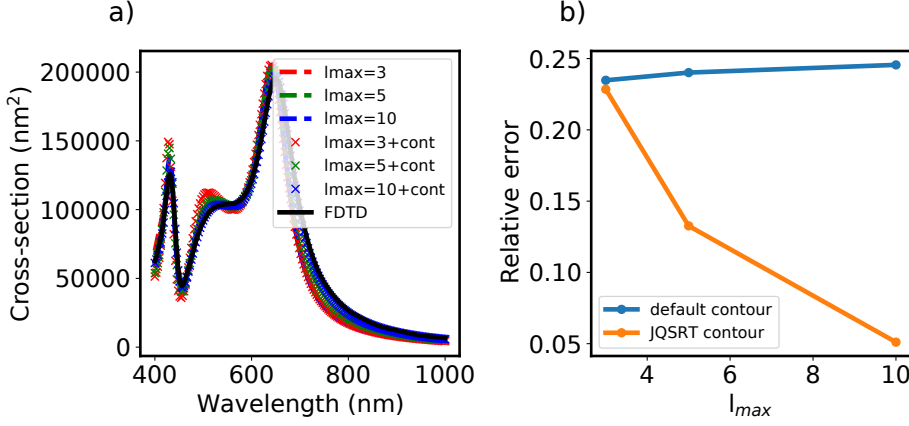 a)
200000
150000
100000
50000
0
400
600
800
1000
Cross-section (nm²)
Wavelength (nm)
lmax=3
lmax=5
lmax=10
lmax=3+cont
lmax=5+cont
lmax=10+cont
FDTD
b)
0.25
0.20
0.15
0.10
0.05
4
6
8
10
Relative error
lmax
default contour
JQSRT contour